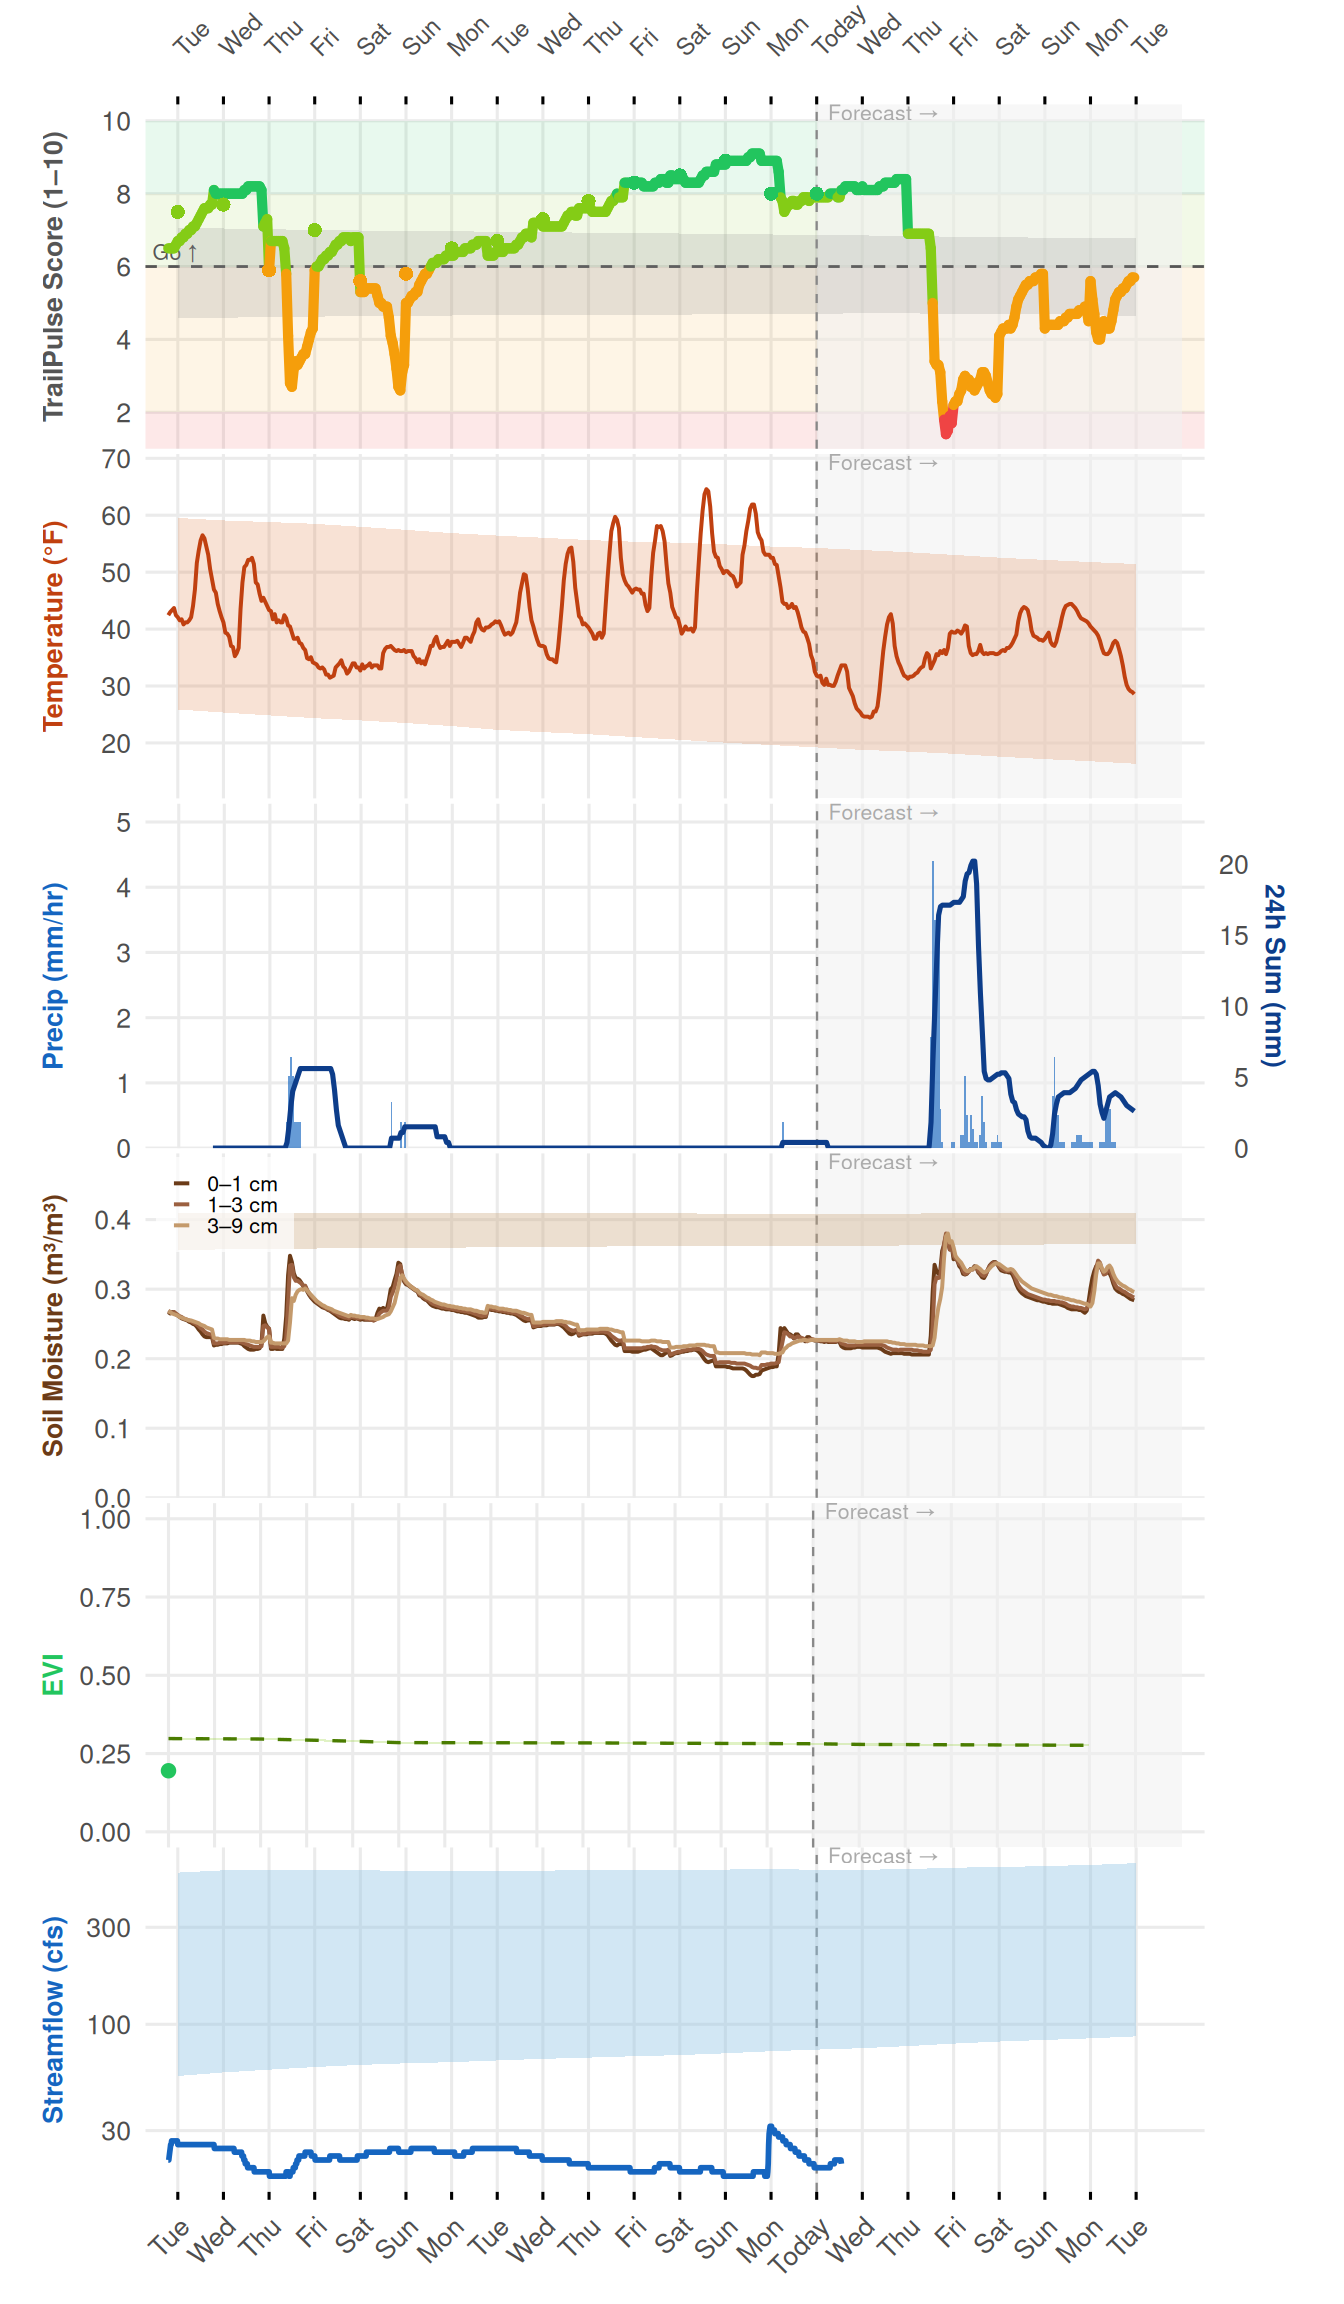 Tue Wed Thu Fri Sat Sun Mon Tue Wed Thu Fri Sat Sun Mon Today Wed Thu Fri Sat Sun Mon Tue
TrailPulse Score (1–10)
Forecast →
10
8
Go ↑
6
4
2
Temperature (°F)
Forecast →
70
60
50
40
30
20
Precip (mm/hr)
24h Sum (mm)
Forecast →
5
4
3
2
1
0
20
15
10
5
0
Soil Moisture (m³/m³)
Forecast →
0–1 cm
1–3 cm
3–9 cm
0.4
0.3
0.2
0.1
0.0
EVI
Forecast →
1.00
0.75
0.50
0.25
0.00
Streamflow (cfs)
Forecast →
300
100
30
Tue Wed Thu Fri Sat Sun Mon Tue Wed Thu Fri Sat Sun Mon Today Wed Thu Fri Sat Sun Mon Tue